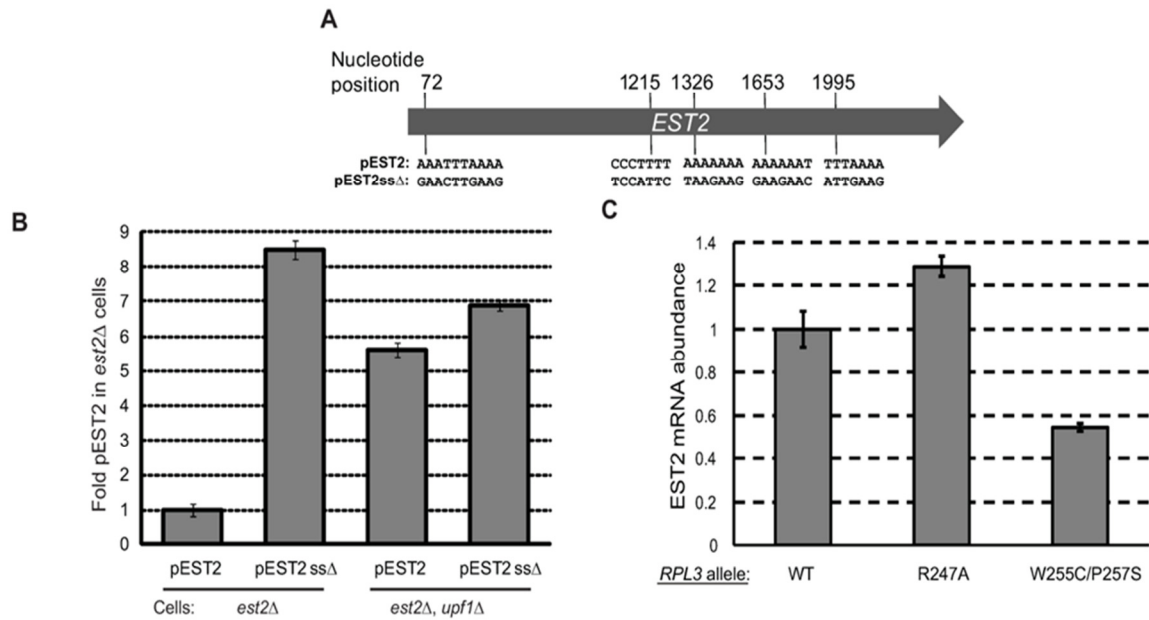 A
Nucleotide
position
72 1215 1326 1653 1995
EST2
pEST2: AAATTTAAAA CCCTTTT AAAAAAA AAAAAAT TTTAAAA
pEST2ssΔ: GAACTTGAAG TCCATTC TAAGAAG GAAGAAC ATTGAAG
B
Fold pEST2 in est2Δ cells
9
8
7
6
5
4
3
2
1
0
pEST2 pEST2 ssΔ pEST2 pEST2 ssΔ
Cells: est2Δ est2Δ, upf1Δ
C
EST2 mRNA abundance
1.4
1.2
1
0.8
0.6
0.4
0.2
0
RPL3 allele: WT R247A W255C/P257S